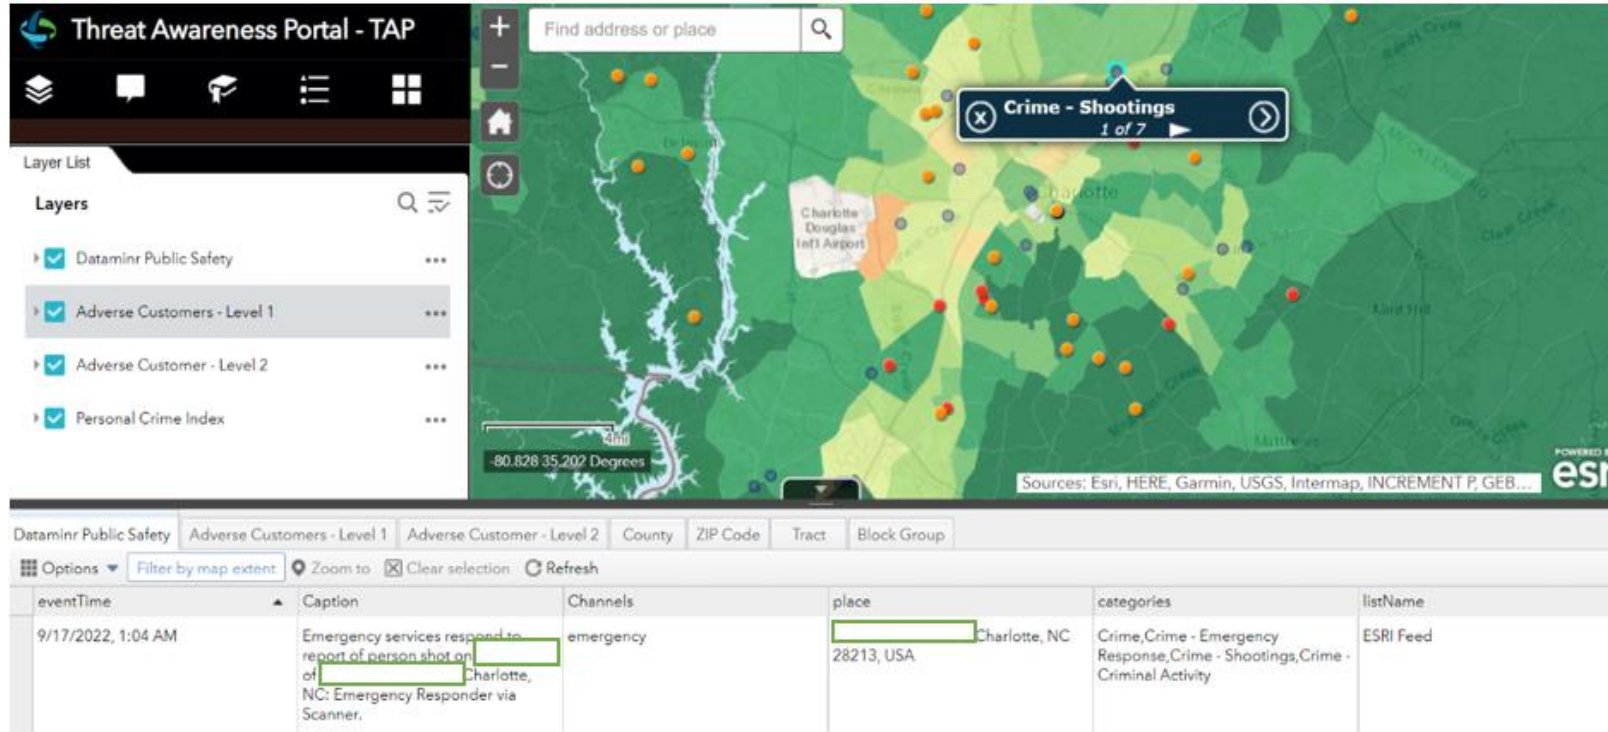 Threat Awareness Portal - TAP
Find address or place
Layer List
Layers
Dataminr Public Safety
Adverse Customers - Level 1
Adverse Customer - Level 2
Personal Crime Index
+
−
x Crime - Shootings
1 of 7
Charlotte
Charlotte
Douglas
Int'l Airport
Mint Hill
Matthews
4mi
-80.828 35.202 Degrees
Sources: Esri, HERE, Garmin, USGS, Intermap, INCREMENT P, GEB...
POWERED B
esr
Dataminr Public Safety Adverse Customers - Level 1 Adverse Customer - Level 2 County ZIP Code Tract Block Group
Options Filter by map extent Zoom to Clear selection Refresh
eventTime Caption Channels place categories listName
9/17/2022, 1:04 AM
Emergency services respond to
report of person shot on
of Charlotte,
NC: Emergency Responder via
Scanner.
emergency
Charlotte, NC
28213, USA
Crime,Crime - Emergency
Response,Crime - Shootings,Crime -
Criminal Activity
ESRI Feed